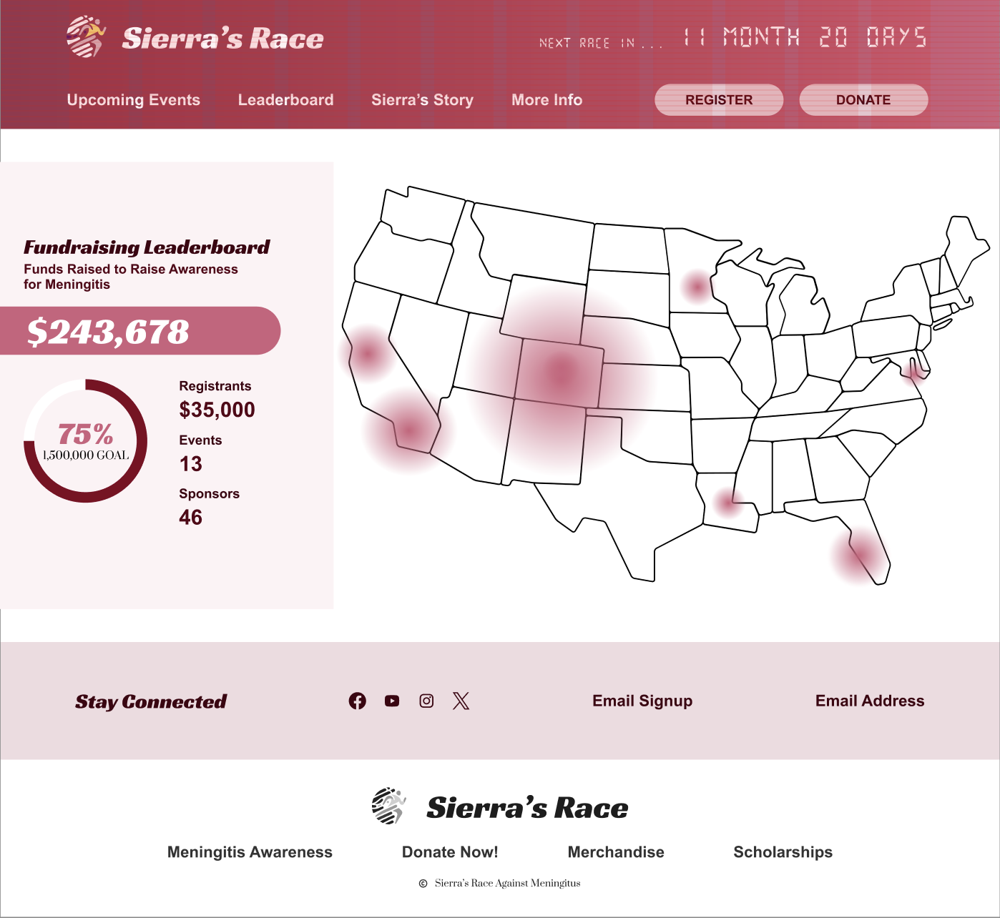 Sierra’s Race
NEXT RACE IN ... 11 MONTH 20 DAYS
Upcoming Events
Leaderboard
Sierra’s Story
More Info
REGISTER
DONATE
Fundraising Leaderboard
Funds Raised to Raise Awareness
for Meningitis
$243,678
75%
1,500,000 GOAL
Registrants
$35,000
Events
13
Sponsors
46
Stay Connected
Email Signup
Email Address
Sierra’s Race
Meningitis Awareness
Donate Now!
Merchandise
Scholarships
© Sierra’s Race Against Meningitus